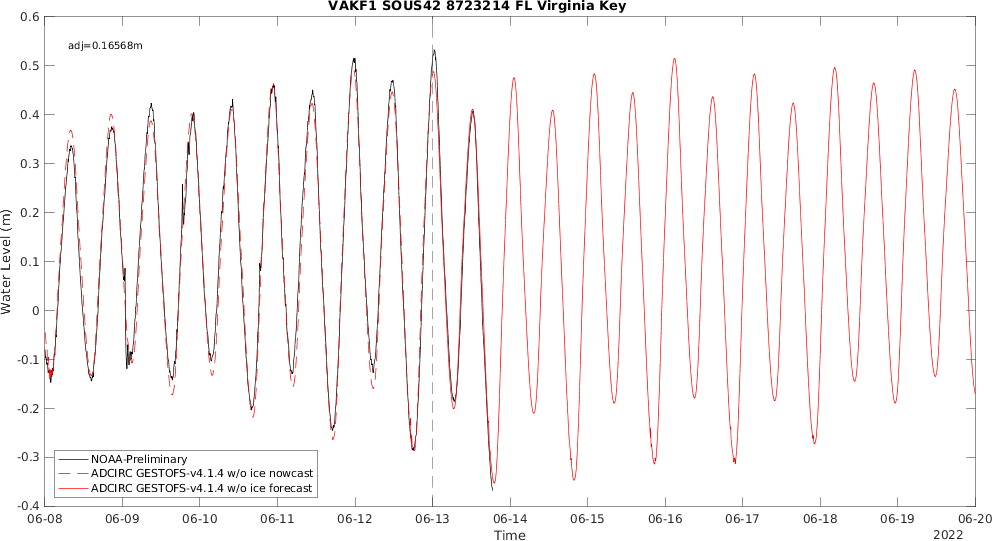 VAKF1 SOUS42 8723214 FL Virginia Key
adj=0.16568m
0.6
0.5
0.4
0.3
0.2
0.1
0
-0.1
-0.2
-0.3
-0.4
Water Level (m)
NOAA-Preliminary
ADCIRC GESTOFS-v4.1.4 w/o ice nowcast
ADCIRC GESTOFS-v4.1.4 w/o ice forecast
06-08 06-09 06-10 06-11 06-12 06-13 06-14 06-15 06-16 06-17 06-18 06-19 06-20
Time
2022